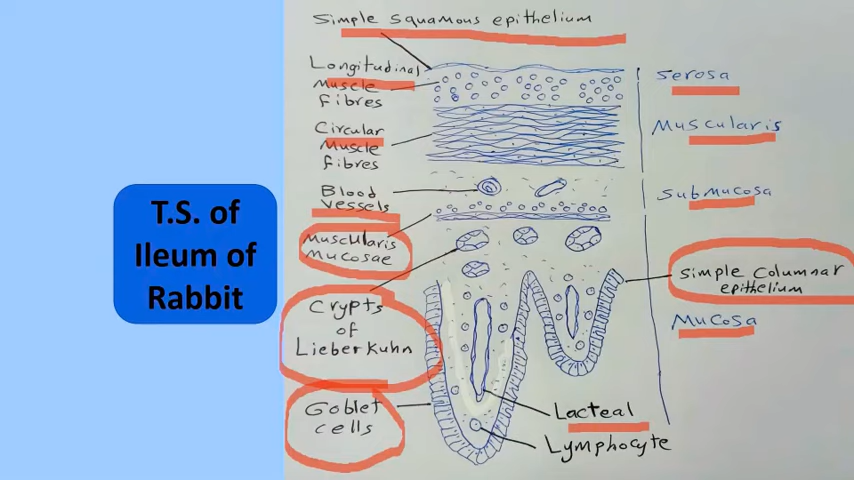 Simple squamous epithelium
Longitudinal
muscle
fibres
Circular
Muscle
fibres
Blood
vessels
Muscularis
mucosae
Crypts
of
Lieberkuhn
Goblet
cells
Serosa
Muscularis
Submucosa
Simple Columnar
epithelium
Mucosa
Lacteal
Lymphocyte
T.S. of
Ileum of
Rabbit